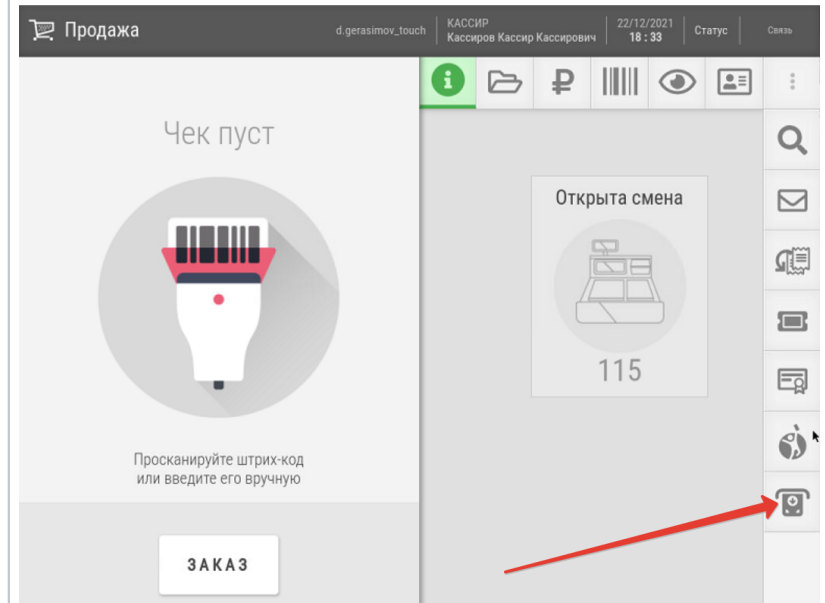 Продажа
d.gerasimov_touch
КАССИР
Кассиров Кассир Кассирович
22/12/2021
18 : 33
Статус
Связь
Чек пуст
Открыта смена
115
Просканируйте штрих-код
или введите его вручную
ЗАКАЗ